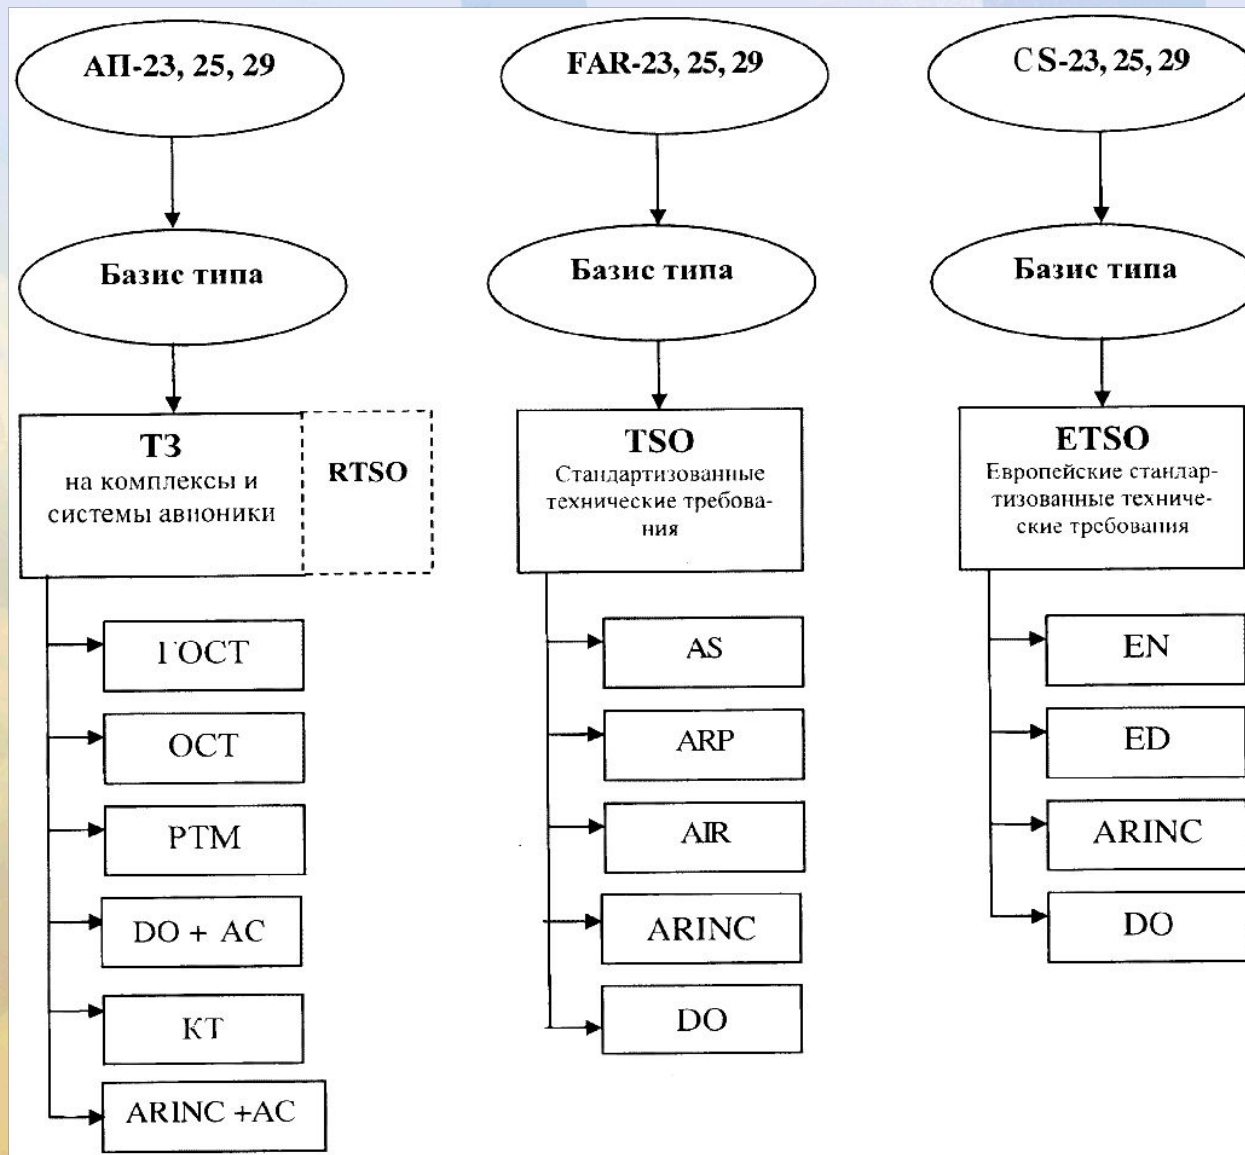 АП-23, 25, 29
Базис типа
ТЗ
на комплексы и
системы авионики
RTSO
ГОСТ
ОСТ
РТМ
DO + AC
КТ
ARINC +AC
FAR-23, 25, 29
Базис типа
TSO
Стандартизованные
технические требова-
ния
AS
ARP
AIR
ARINC
DO
CS-23, 25, 29
Базис типа
ETSO
Европейские стандар-
тизованные техниче-
ские требования
EN
ED
ARINC
DO